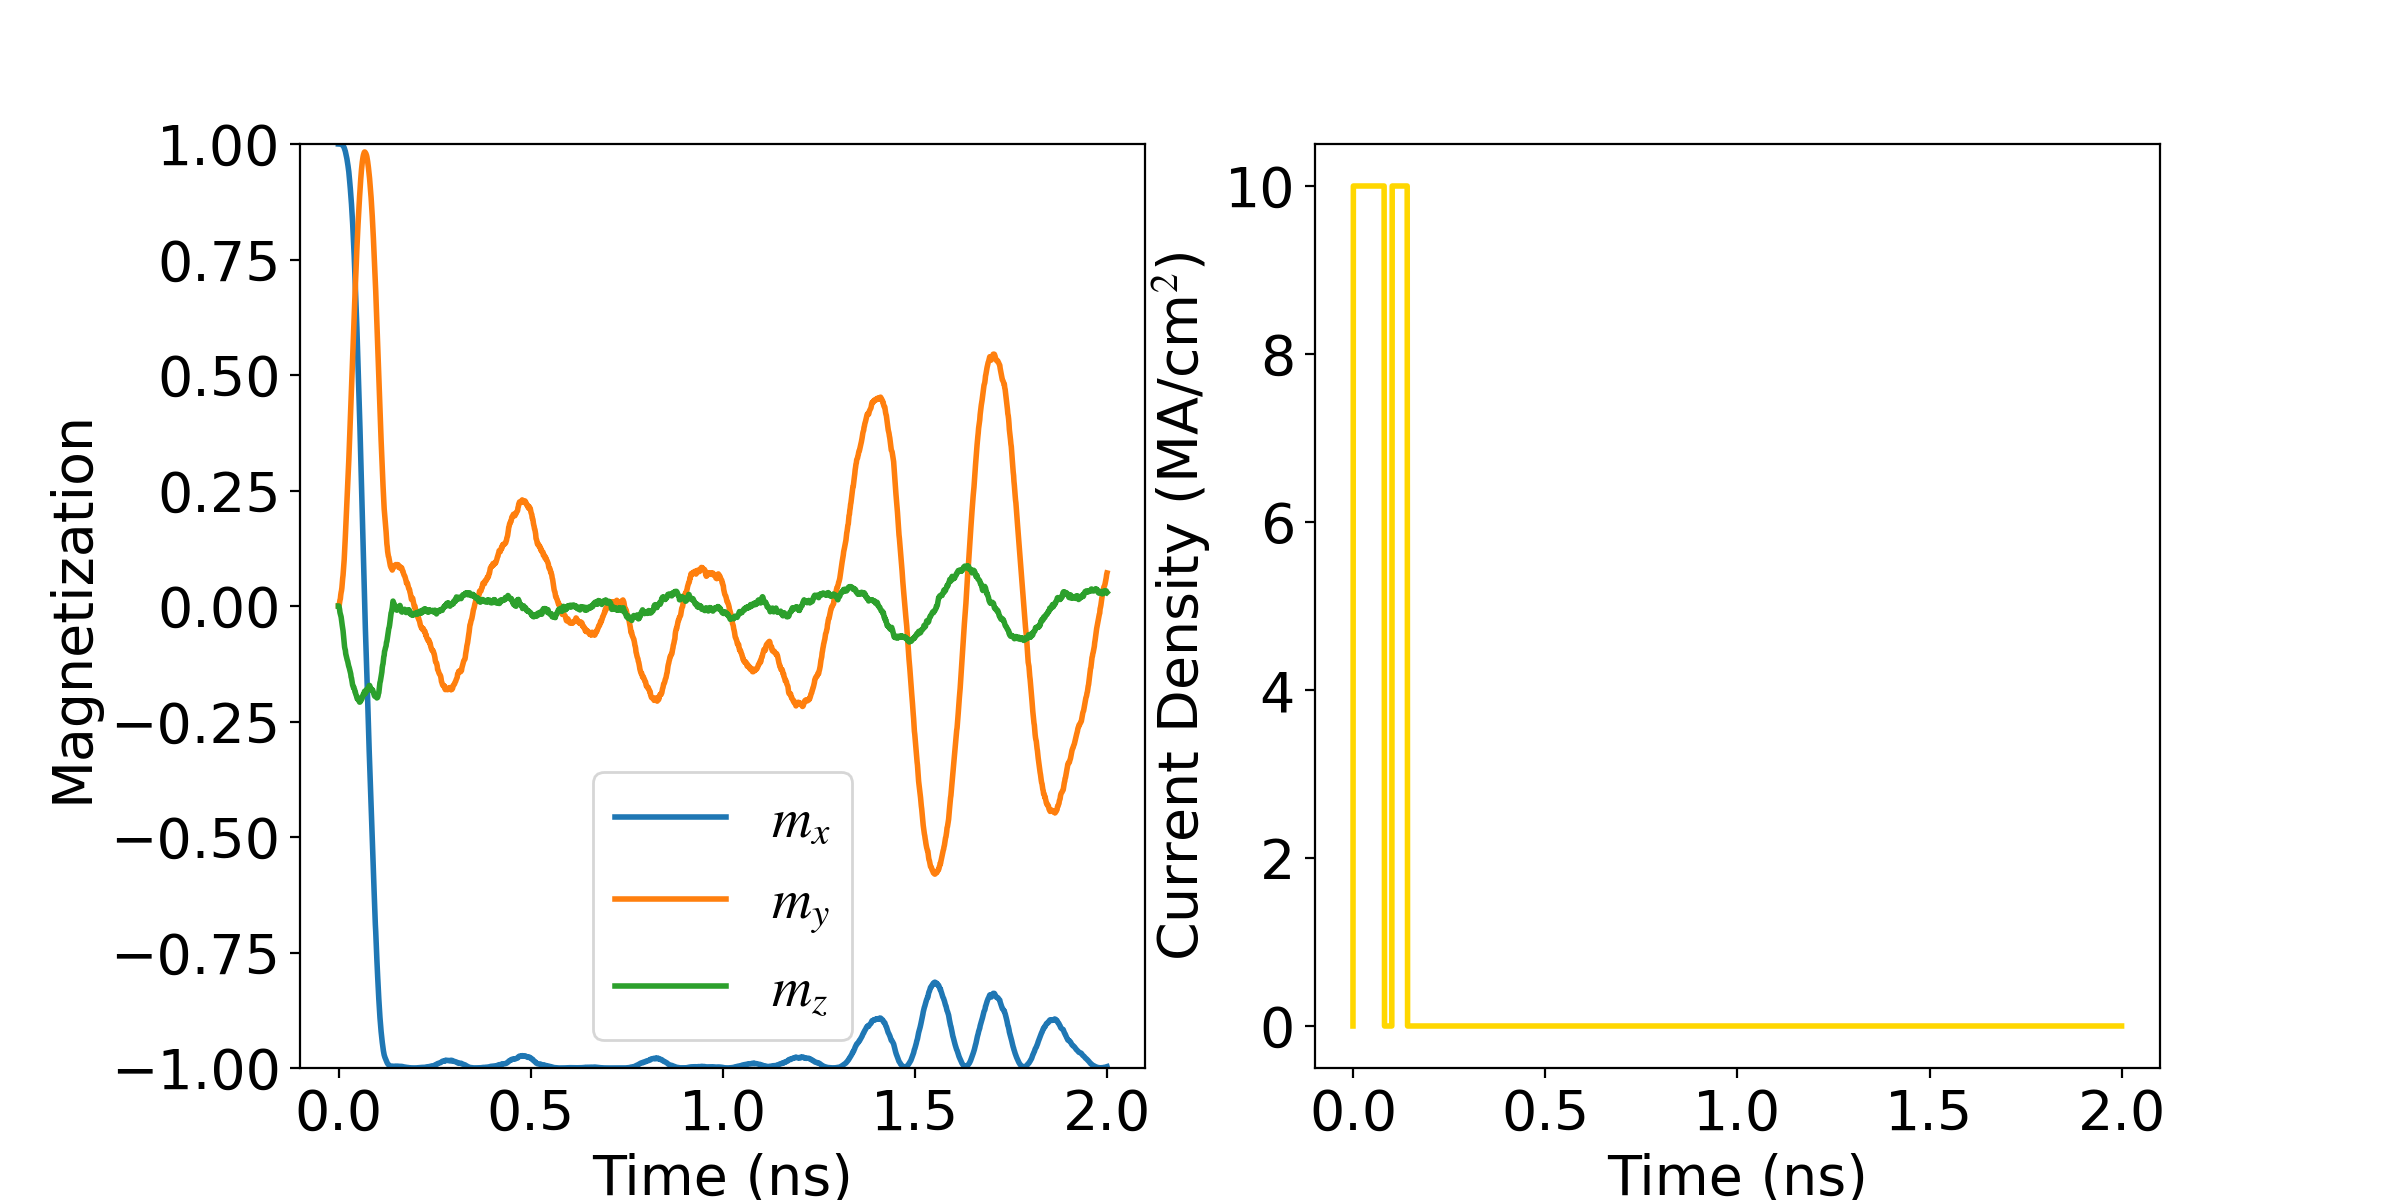 Magnetization
1.00
0.75
0.50
0.25
0.00
−0.25
−0.50
−0.75
−1.00
0.0 0.5 1.0 1.5 2.0
Time (ns)
m_x
m_y
m_z
Current Density (MA/cm²)
10
8
6
4
2
0
0.0 0.5 1.0 1.5 2.0
Time (ns)